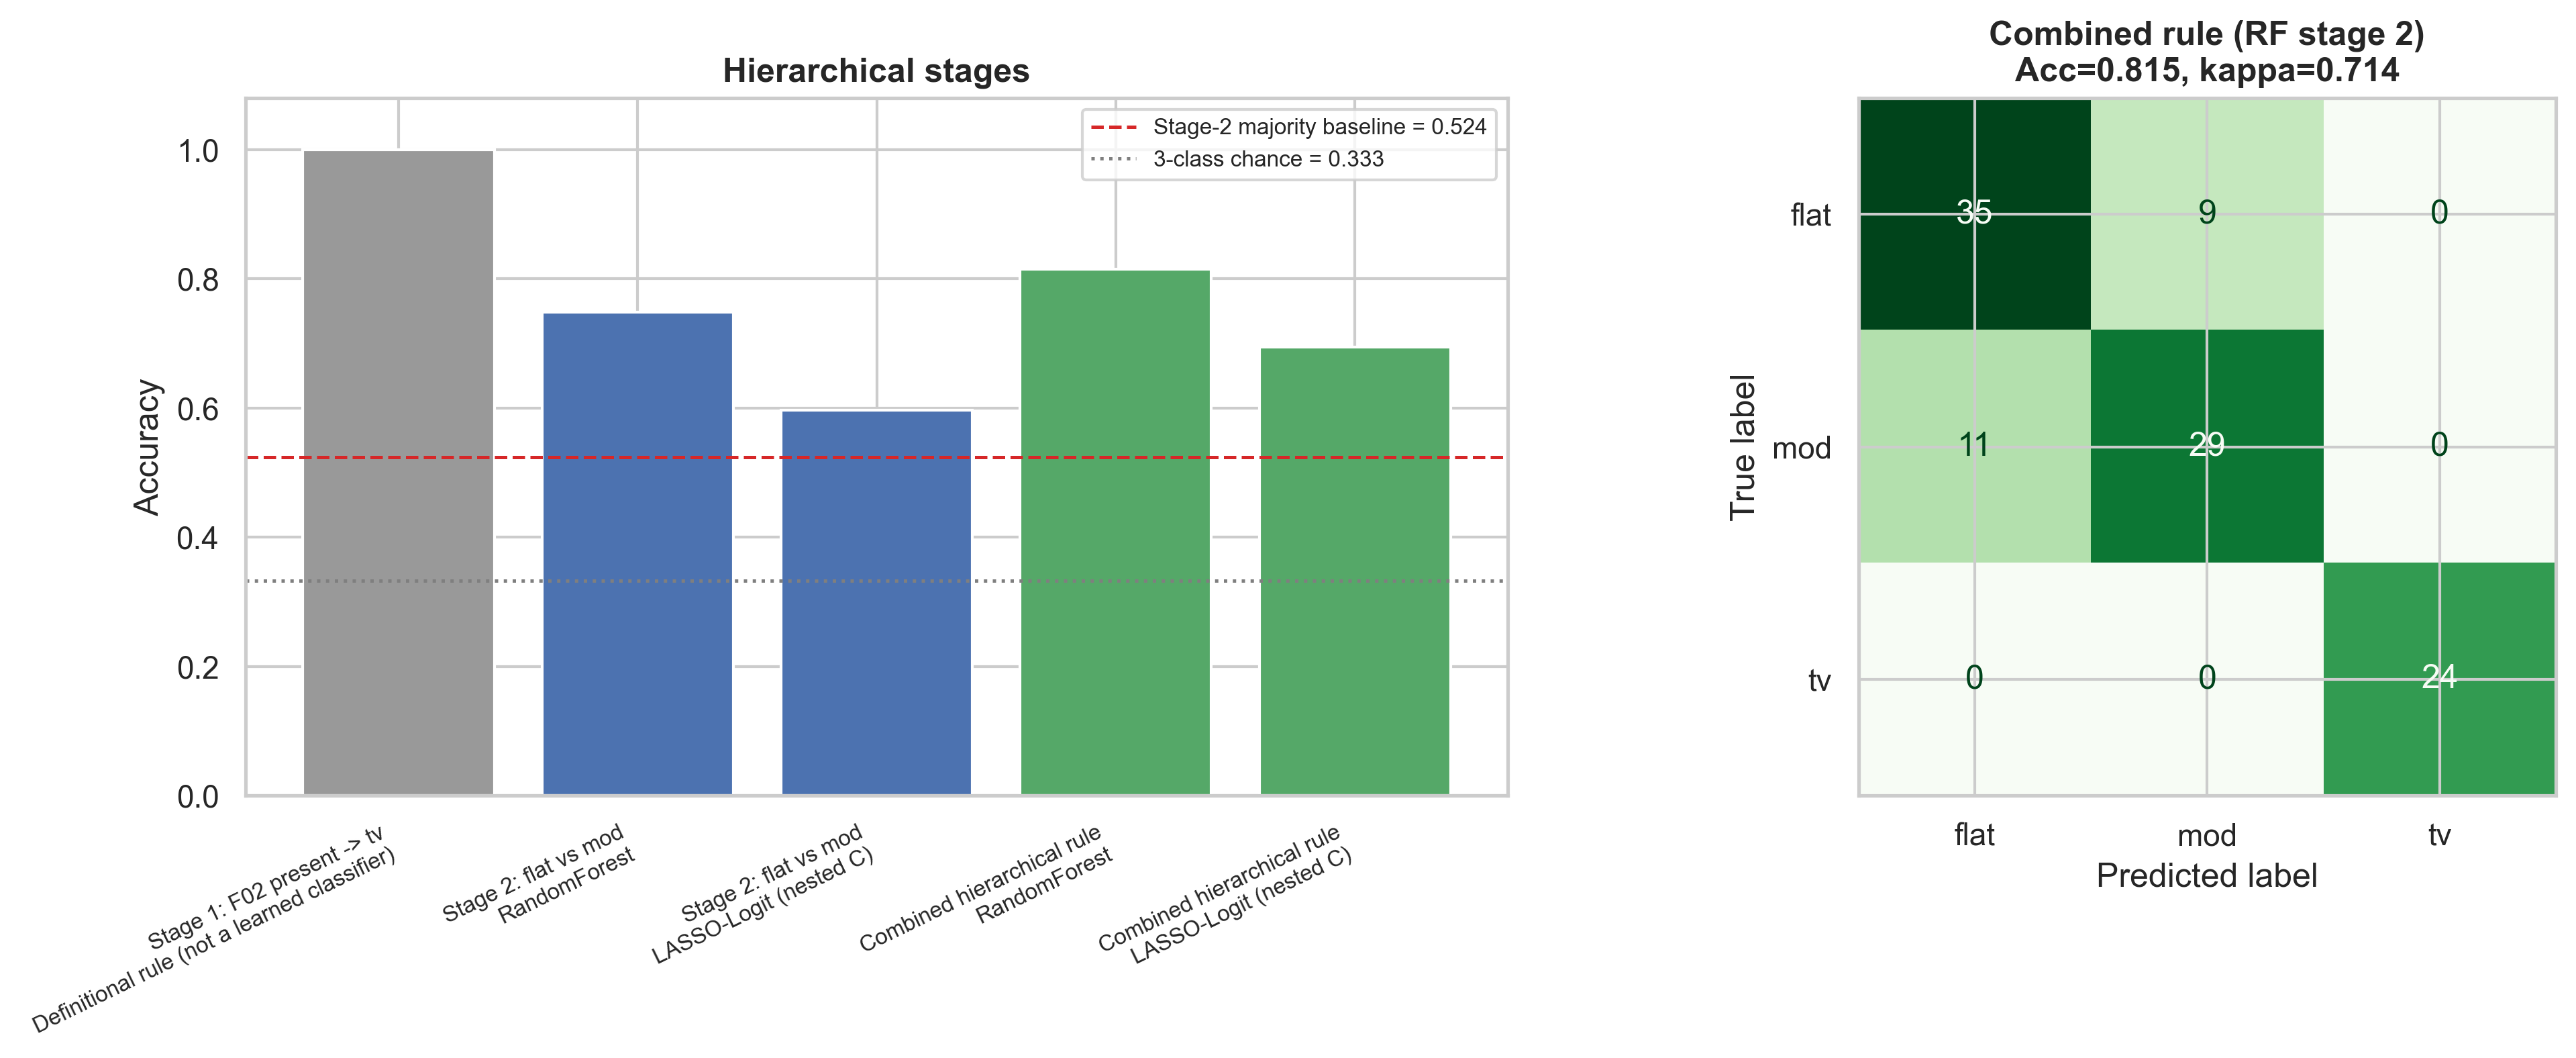 Hierarchical stages
Accuracy
1.0
0.8
0.6
0.4
0.2
0.0
Stage-2 majority baseline = 0.524
3-class chance = 0.333
Stage 1: F02 present -> tv
Definitional rule (not a learned classifier)
Stage 2: flat vs mod
RandomForest
Stage 2: flat vs mod
LASSO-Logit (nested C)
Combined hierarchical rule
RandomForest
Combined hierarchical rule
LASSO-Logit (nested C)
Combined rule (RF stage 2)
Acc=0.815, kappa=0.714
True label
flat
35 9 0
mod
11 29 0
tv
0 0 24
flat mod tv
Predicted label